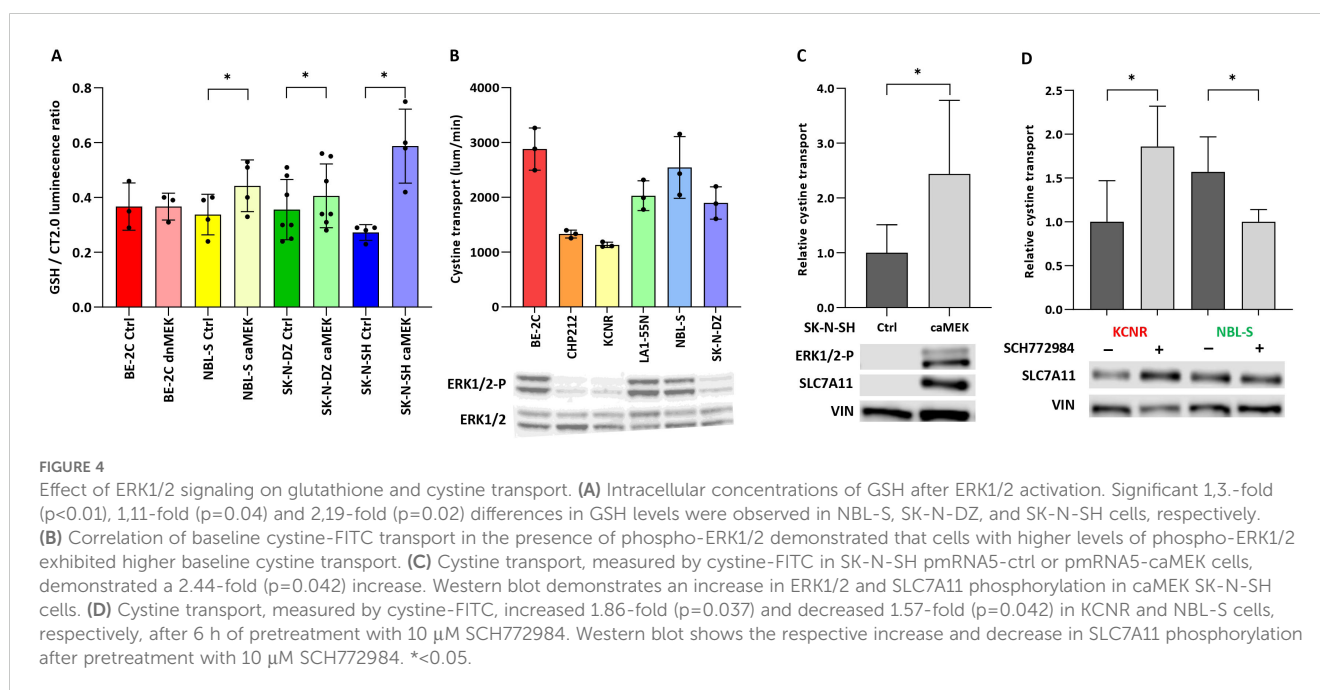 A
GSH / CT2.0 luminecence ratio
0.8
0.6
0.4
0.2
0.0
*
*
*
BE-2C Ctrl
BE-2C dnMEK
NBL-S Ctrl
NBL-S caMEK
SK-N-DZ Ctrl
SK-N-DZ caMEK
SK-N-SH Ctrl
SK-N-SH caMEK
B
Cystine transport (lum/min)
4000
3000
2000
1000
0
BE-2C
CHP212
KCNR
LA1-55N
NBL-S
SK-N-DZ
ERK1/2-P
ERK1/2
C
Relative cystine transport
4.0
3.0
2.0
1.0
0.0
*
SK-N-SH Ctrl caMEK
ERK1/2-P
SLC7A11
VIN
D
Relative cystine transport
2.5
2.0
1.5
1.0
0.5
0.0
*
*
KCNR NBL-S
SCH772984 – + – +
SLC7A11
VIN
FIGURE 4
Effect of ERK1/2 signaling on glutathione and cystine transport. (A) Intracellular concentrations of GSH after ERK1/2 activation. Significant 1,3.-fold
(p<0.01), 1,11-fold (p=0.04) and 2,19-fold (p=0.02) differences in GSH levels were observed in NBL-S, SK-N-DZ, and SK-N-SH cells, respectively.
(B) Correlation of baseline cystine-FITC transport in the presence of phospho-ERK1/2 demonstrated that cells with higher levels of phospho-ERK1/2
exhibited higher baseline cystine transport. (C) Cystine transport, measured by cystine-FITC in SK-N-SH pmRNA5-ctrl or pmRNA5-caMEK cells,
demonstrated a 2.44-fold (p=0.042) increase. Western blot demonstrates an increase in ERK1/2 and SLC7A11 phosphorylation in caMEK SK-N-SH
cells. (D) Cystine transport, measured by cystine-FITC, increased 1.86-fold (p=0.037) and decreased 1.57-fold (p=0.042) in KCNR and NBL-S cells,
respectively, after 6 h of pretreatment with 10 μM SCH772984. Western blot shows the respective increase and decrease in SLC7A11 phosphorylation
after pretreatment with 10 μM SCH772984. *<0.05.